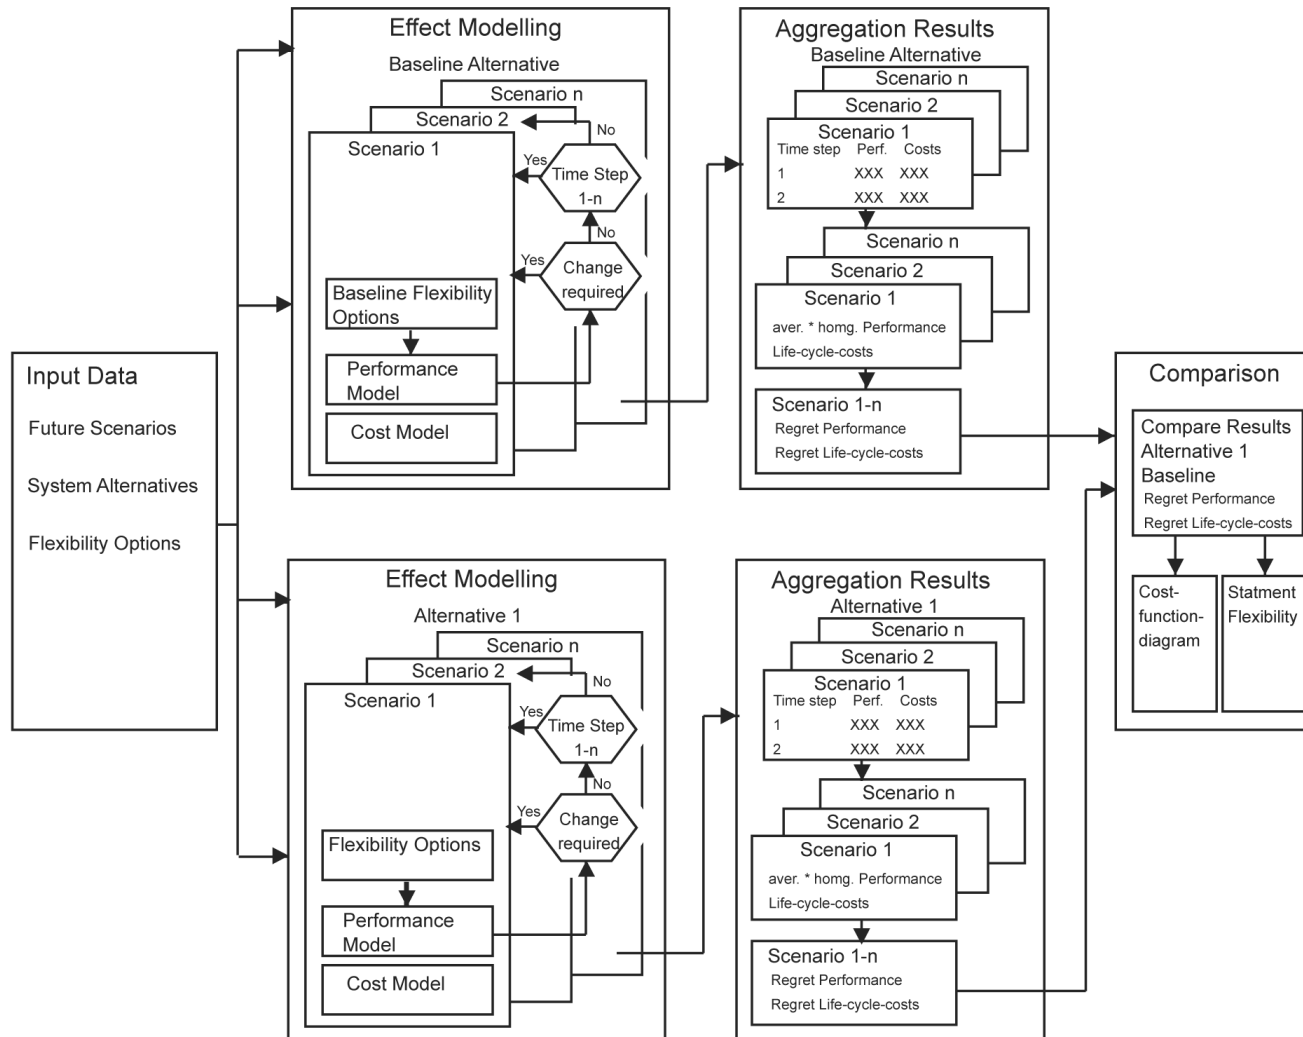 Input Data
Future Scenarios
System Alternatives
Flexibility Options
Effect Modelling
Baseline Alternative
Scenario n
Scenario 2
No
Scenario 1
Yes
Time Step
1-n
No
Yes
Change
required
Baseline Flexibility
Options
Performance
Model
Cost Model
Aggregation Results
Baseline Alternative
Scenario n
Scenario 2
Scenario 1
Time step Perf. Costs
1 XXX XXX
2 XXX XXX
Scenario n
Scenario 2
Scenario 1
aver. * homg. Performance
Life-cycle-costs
Scenario 1-n
Regret Performance
Regret Life-cycle-costs
Effect Modelling
Alternative 1
Scenario n
Scenario 2
No
Scenario 1
Yes
Time Step
1-n
No
Yes
Change
required
Flexibility Options
Performance
Model
Cost Model
Aggregation Results
Alternative 1
Scenario n
Scenario 2
Scenario 1
Time step Perf. Costs
1 XXX XXX
2 XXX XXX
Scenario n
Scenario 2
Scenario 1
aver. * homg. Performance
Life-cycle-costs
Scenario 1-n
Regret Performance
Regret Life-cycle-costs
Comparison
Compare Results
Alternative 1
Baseline
Regret Performance
Regret Life-cycle-costs
Cost-
function-
diagram
Statment
Flexibility